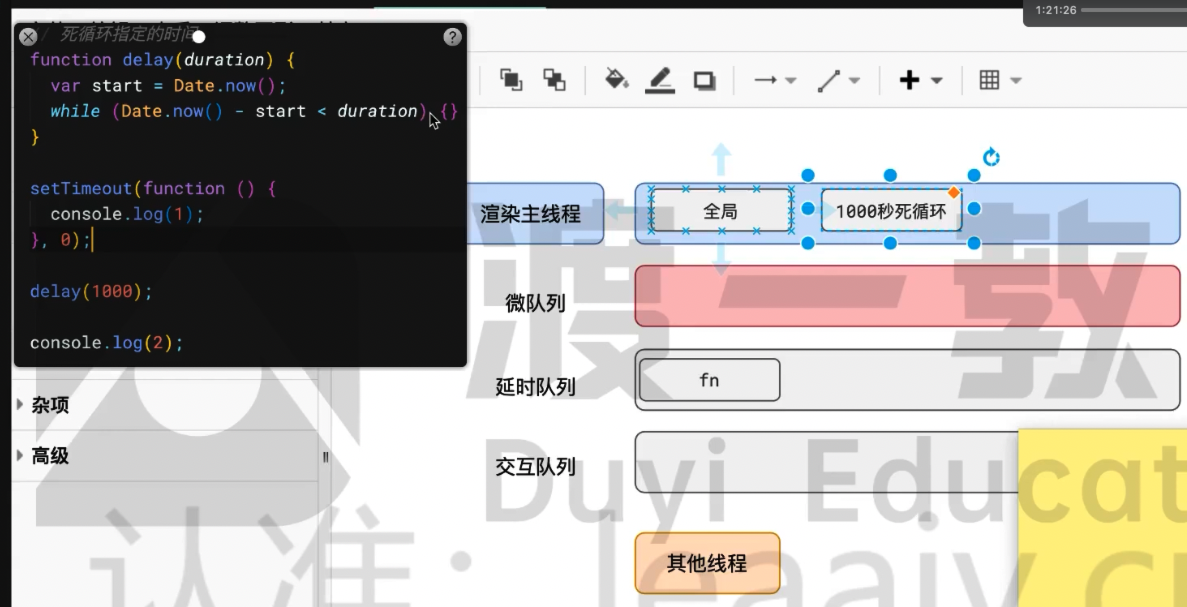 1:21:26
/ 死循环指定的时间
function delay(duration) {
var start = Date.now();
while (Date.now() - start < duration) {}
}
setTimeout(function () {
console.log(1);
}, 0);
delay(1000);
console.log(2);
杂项
高级
渲染主线程
全局
1000秒死循环
微队列
延时队列
fn
交互队列
其他线程
渡一教
Duyi Educat
认准: